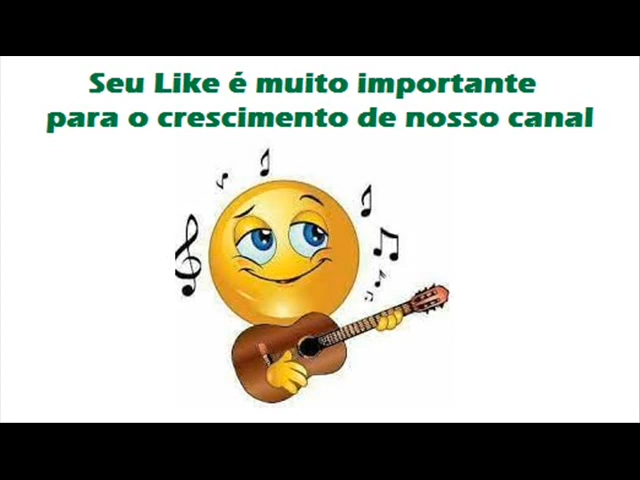 Seu Like é muito importante
para o crescimento de nosso canal